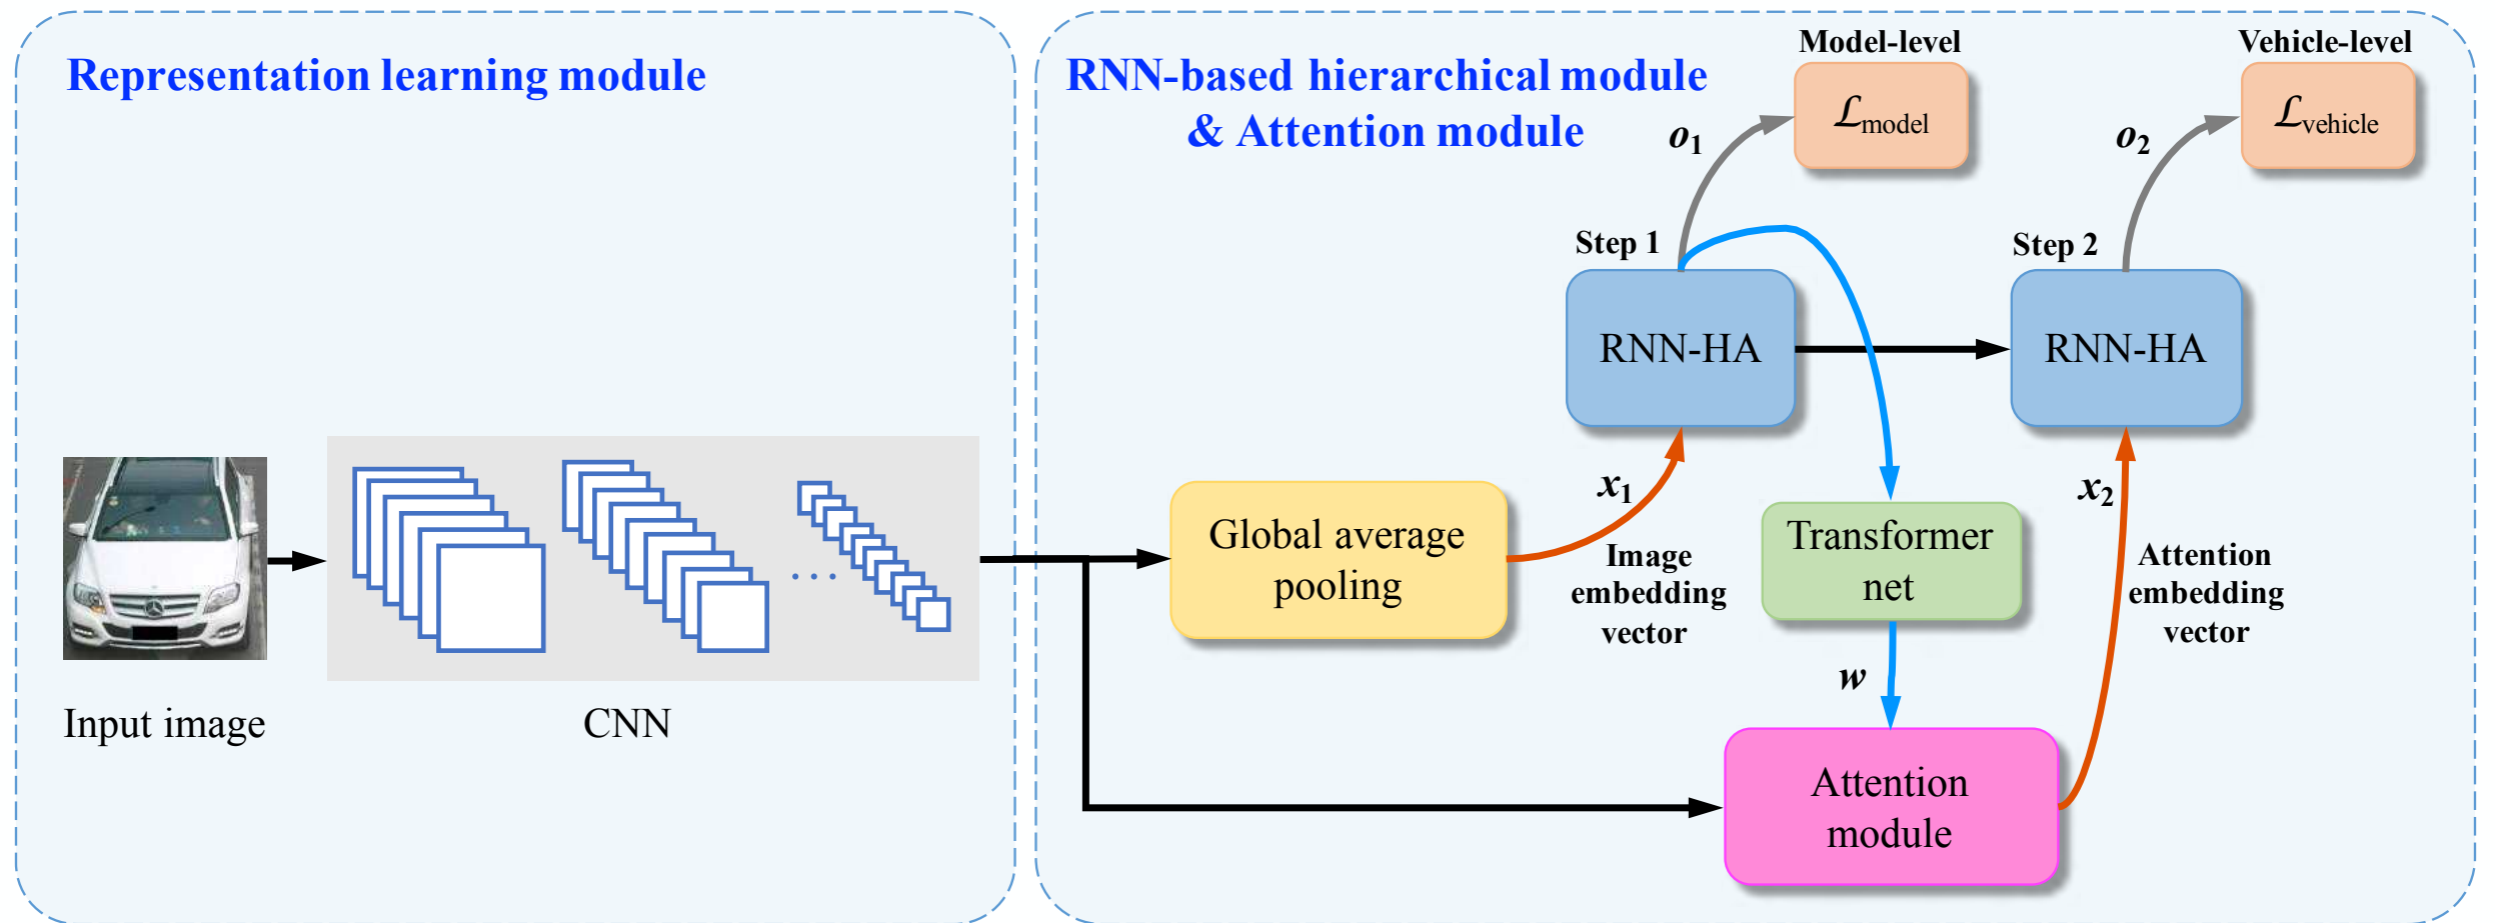 Representation learning module
Input image
CNN
RNN-based hierarchical module
& Attention module
Model-level
ℒmodel
Vehicle-level
ℒvehicle
o1
o2
Step 1
Step 2
RNN-HA
RNN-HA
x1
x2
Global average
pooling
Image
embedding
vector
Transformer
net
Attention
embedding
vector
w
Attention
module